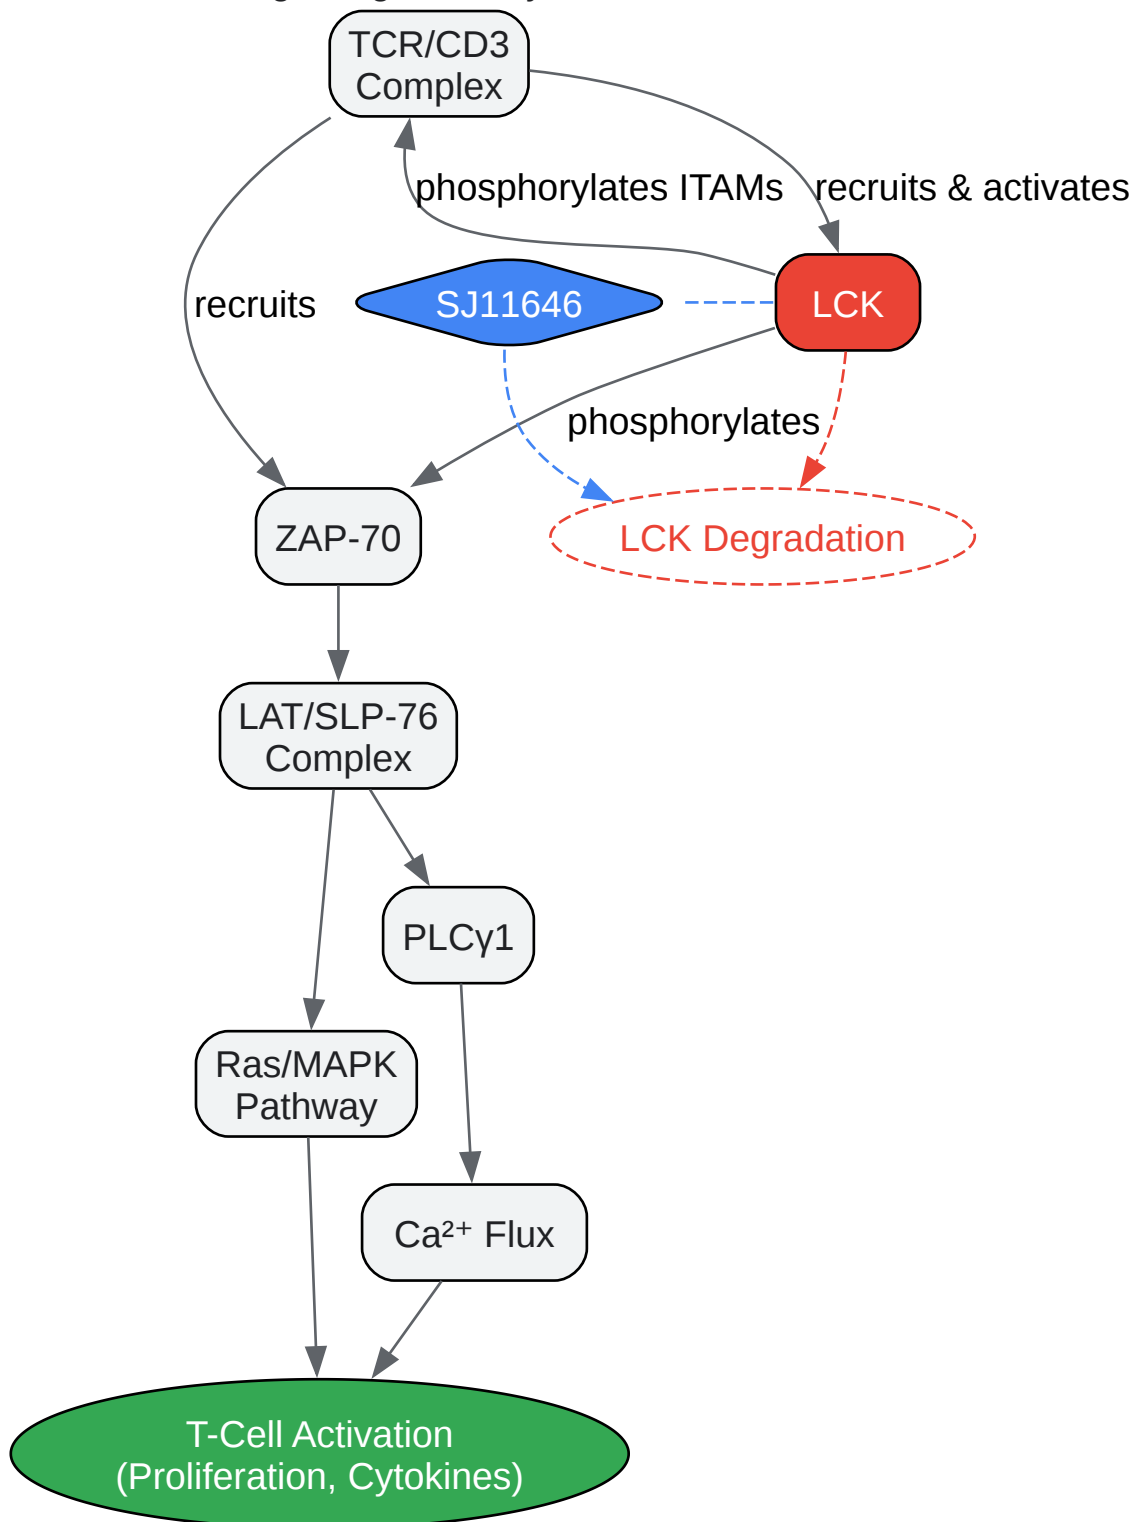 TCR/CD3
Complex
phosphorylates ITAMs
recruits & activates
recruits
SJ11646
LCK
phosphorylates
ZAP-70
LCK Degradation
LAT/SLP-76
Complex
PLCγ1
Ras/MAPK
Pathway
Ca²⁺ Flux
T-Cell Activation
(Proliferation, Cytokines)